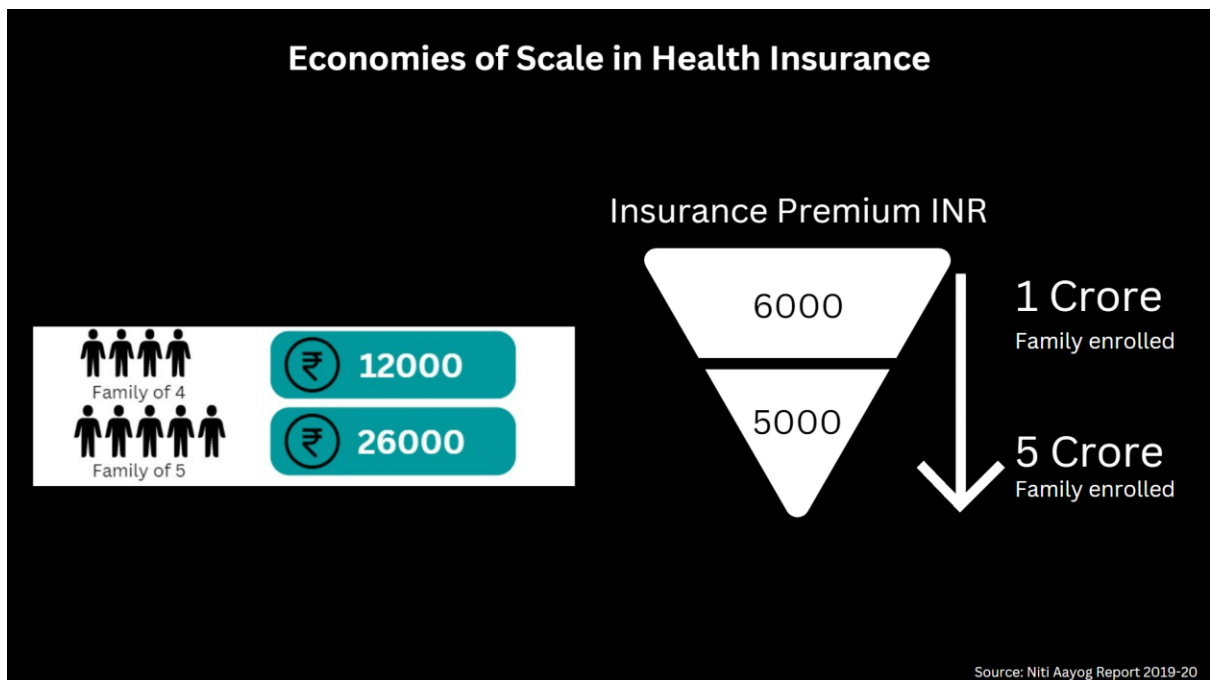 Economies of Scale in Health Insurance
Family of 4
₹ 12000
Family of 5
₹ 26000
Insurance Premium INR
6000
5000
1 Crore
Family enrolled
5 Crore
Family enrolled
Source: Niti Aayog Report 2019-20